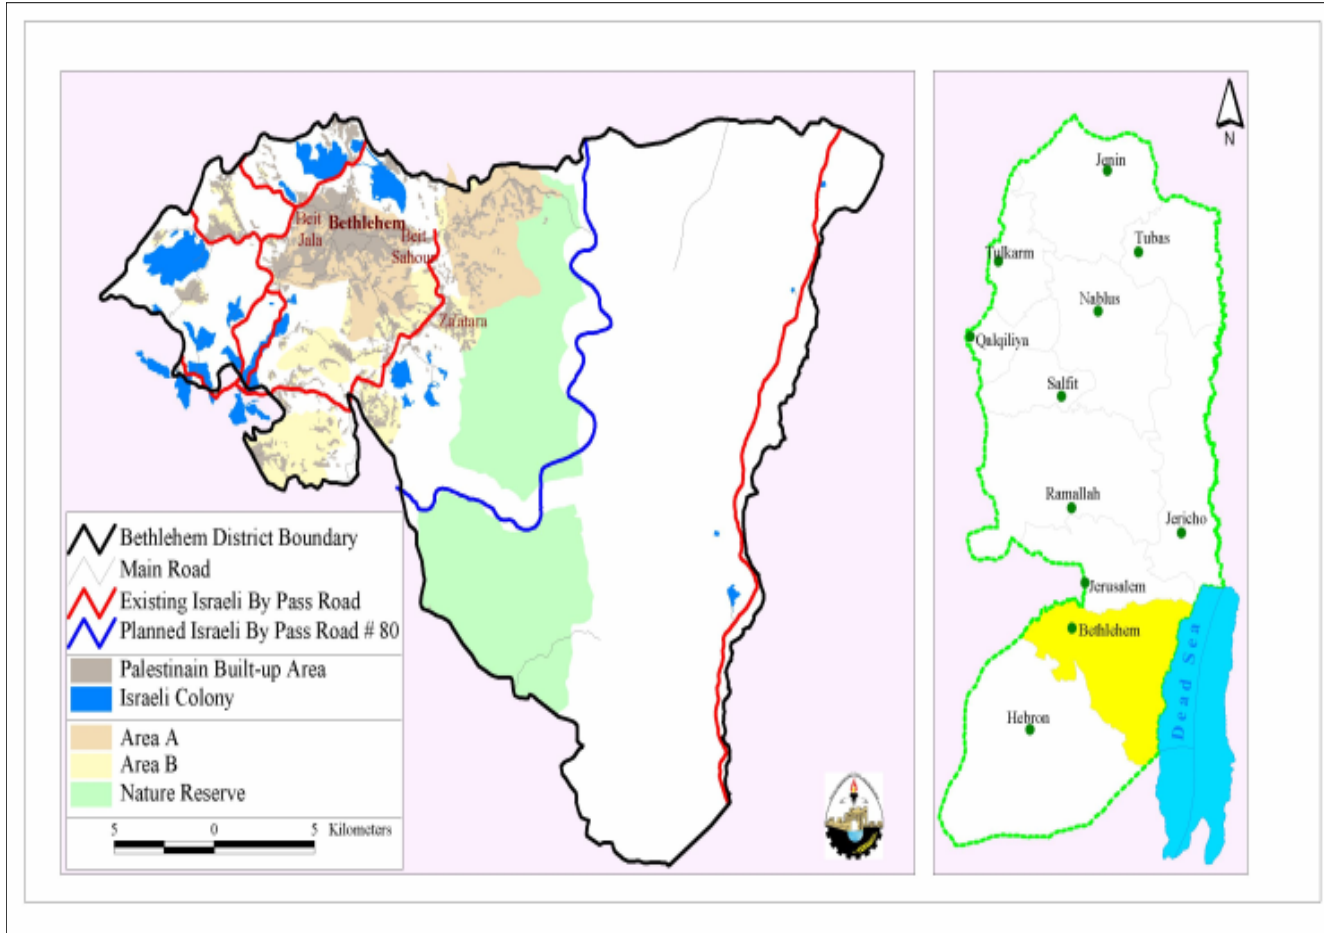 Beit
Jala
Bethlehem
Beit
Sahour
Za'atara
Bethlehem District Boundary
Main Road
Existing Israeli By Pass Road
Planned Israeli By Pass Road # 80
Palestinain Built-up Area
Israeli Colony
Area A
Area B
Nature Reserve
5 0 5 Kilometers
N
Jenin
Tubas
Tulkarm
Nablus
Qalqiliya
Salfit
Ramallah
Jericho
Jerusalem
Bethlehem
Hebron
Dead Sea